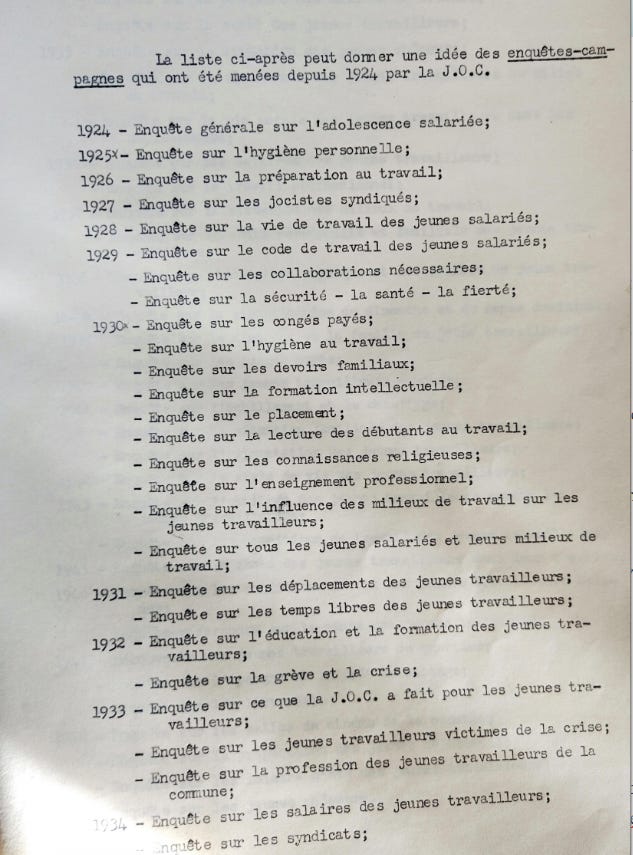 La liste ci-après peut donner une idée des enquêtes-cam-
pagnes qui ont été menées depuis 1924 par la J.O.C.
1924 - Enquête générale sur l'adolescence salariée;
1925x- Enquête sur l'hygiène personnelle;
1926 - Enquête sur la préparation au travail;
1927 - Enquête sur les jocistes syndiqués;
1928 - Enquête sur la vie de travail des jeunes salariés;
1929 - Enquête sur le code de travail des jeunes salariés;
- Enquête sur les collaborations nécessaires;
- Enquête sur la sécurité - la santé - la fierté;
1930x- Enquête sur les congés payés;
- Enquête sur l'hygiène au travail;
- Enquête sur les devoirs familiaux;
- Enquête sur la formation intellectuelle;
- Enquête sur le placement;
- Enquête sur la lecture des débutants au travail;
- Enquête sur les connaissances religieuses;
- Enquête sur l'enseignement professionnel;
- Enquête sur l'influence des milieux de travail sur les
jeunes travailleurs;
- Enquête sur tous les jeunes salariés et leurs milieux de
travail;
1931 - Enquête sur les déplacements des jeunes travailleurs;
- Enquête sur les temps libres des jeunes travailleurs;
1932 - Enquête sur l'éducation et la formation des jeunes tra-
vailleurs;
- Enquête sur la grève et la crise;
1933 - Enquête sur ce que la J.O.C. a fait pour les jeunes tra-
vailleurs;
- Enquête sur les jeunes travailleurs victimes de la crise;
- Enquête sur la profession des jeunes travailleurs de la
commune;
1934 - Enquête sur les salaires des jeunes travailleurs;
- Enquête sur les syndicats;